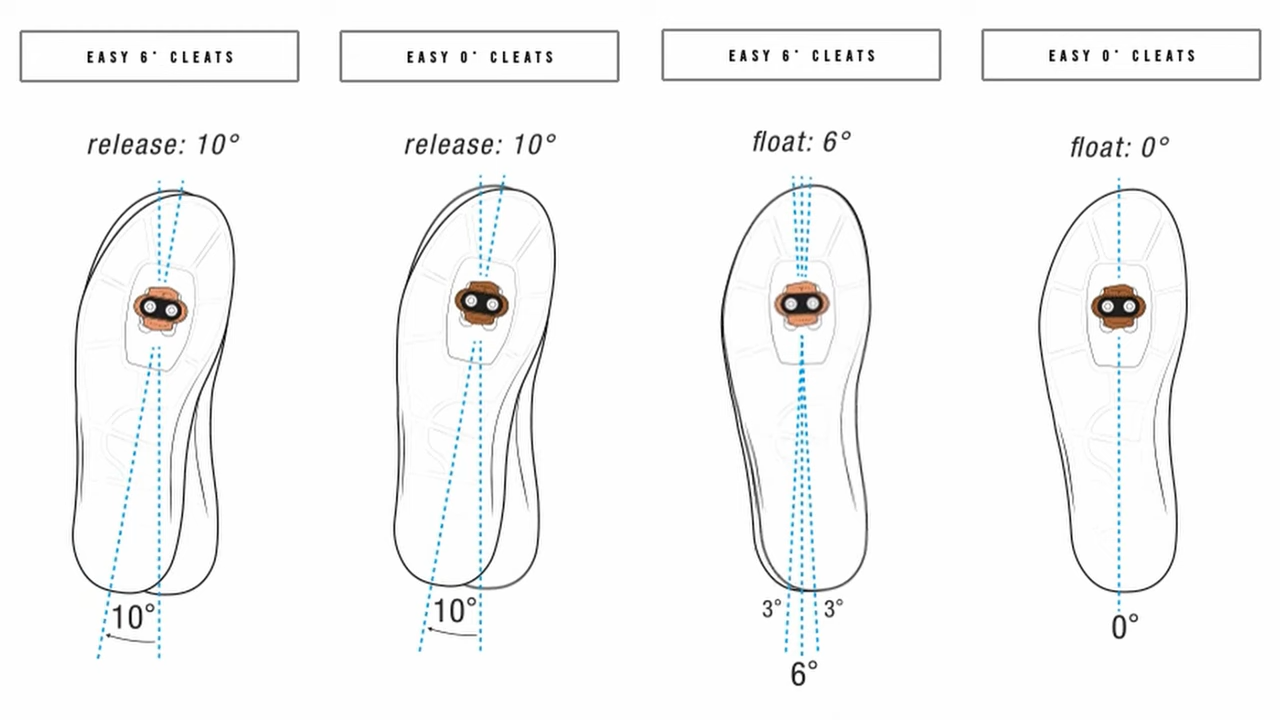 EASY 6° CLEATS
release: 10°
10°
EASY 0° CLEATS
release: 10°
10°
EASY 6° CLEATS
float: 6°
3° 3°
6°
EASY 0° CLEATS
float: 0°
0°